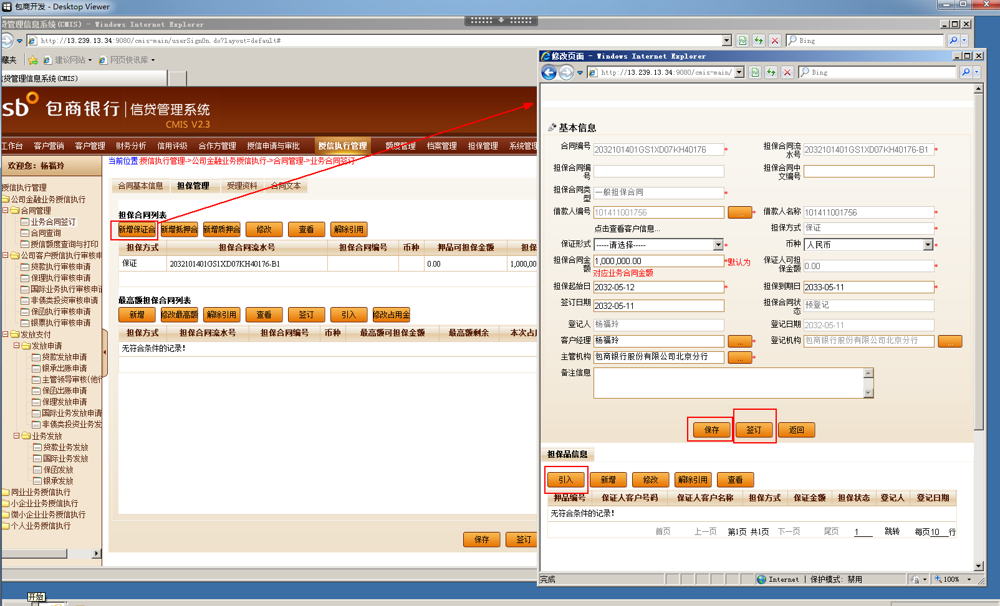 包商开发 - Desktop Viewer
贷管理信息系统(CMIS) - Windows Internet Explorer
http://13.239.13.34:9080/cmis-main/userSignOn.do?layout=default#
Bing
藏夹
建议网站
网页快讯库
信贷管理信息系统(CMIS)
sb 包商银行 | 信贷管理系统
CMIS V2.3
工作台 客户营销 客户管理 财务分析 信用评级 合作方管理 授信申请与审批 授信执行管理 额度管理 档案管理 担保管理 系统管理
欢迎您: 杨福玲
当前位置:授信执行管理->公司金融业务授信执行->合同管理->业务合同签订
授信执行管理
公司金融业务授信执行
合同管理
业务合同签订
合同查询
授信额度查询与打印
公司客户授信执行审核申
贷款执行审核申请
保理执行审核申请
国际业务执行审核申请
非债类投资审核申请
保函执行审核申请
银票执行审核申请
发放支付
发放申请
贷款发放申请
银承出账申请
主管领导审核(他行
保函出账申请
保理发放申请
国际业务发放申请
非债类投资业务发
业务发放
贷款业务发放
国际业务发放
保函发放
银承发放
同业业务授信执行
小企业业务授信执行
微小企业业务授信执行
个人业务授信执行
合同基本信息 担保管理 受理资料 合同文本
担保合同列表
新增保证合 新增抵押合 新增质押合 修改 查看 解除引用
担保方式 担保合同流水号 担保合同编号 币种 押品可担保金额 担保
保证 2032101401GS1XD07KH40176-B1 0.00 1,000,00
最高额担保合同列表
新增 修改最高额 解除引用 查看 签订 引入 修改占用金
担保方式 担保合同流水号 担保合同编号 币种 最高额可担保金额 最高额剩余 本次占用
无符合条件的记录!
保存 签订
修改页面 - Windows Internet Explorer
http://13.239.13.34:9080/cmis-main/
Bing
基本信息
合同编号 2032101401GS1XD07KH40176 * 担保合同流水号 2032101401GS1XD07KH40176-B1 *
担保合同编号 担保合同中文编号
担保合同类型 一般担保合同 *
借款人编号 101411001756 ... * 借款人名称 101411001756 *
点击查看客户信息... 担保方式 保证 *
保证形式 -----请选择----- * 币种 人民币 *
担保合同金额 1,000,000.00 *默认为对应业务合同金额 保证人可担保金额 0.00 *
担保起始日 2032-05-12 * 担保到期日 2033-05-11 *
签订日期 2032-05-11 担保合同状态 预登记
登记人 杨福玲 登记日期 2032-05-11
客户经理 杨福玲 ... * 登记机构 包商银行股份有限公司北京分行 ...
主管机构 包商银行股份有限公司北京分行 ... *
备注信息
保存 签订 返回
担保品信息
引入 新增 修改 解除引用 查看
押品编号 保证人客户号码 保证人客户名称 担保方式 保证金额 担保状态 登记人 登记日期
无符合条件的记录!
首页 上一页 第1页 共1页 下一页 尾页 1 跳转 每页10 行
完成 Internet | 保护模式: 禁用 100%
开始